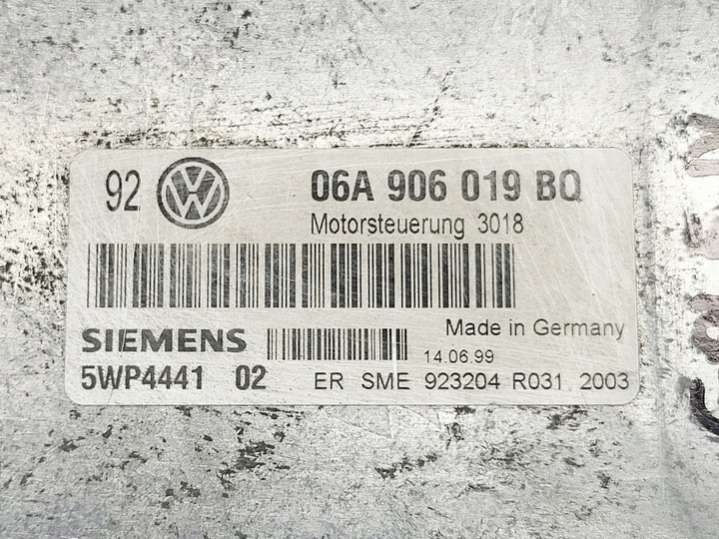 92 VW 06A 906 019 BQ
Motorsteuerung 3018
SIEMENS Made in Germany
14.06.99
5WP4441 02 ER SME 923204 R031 2003